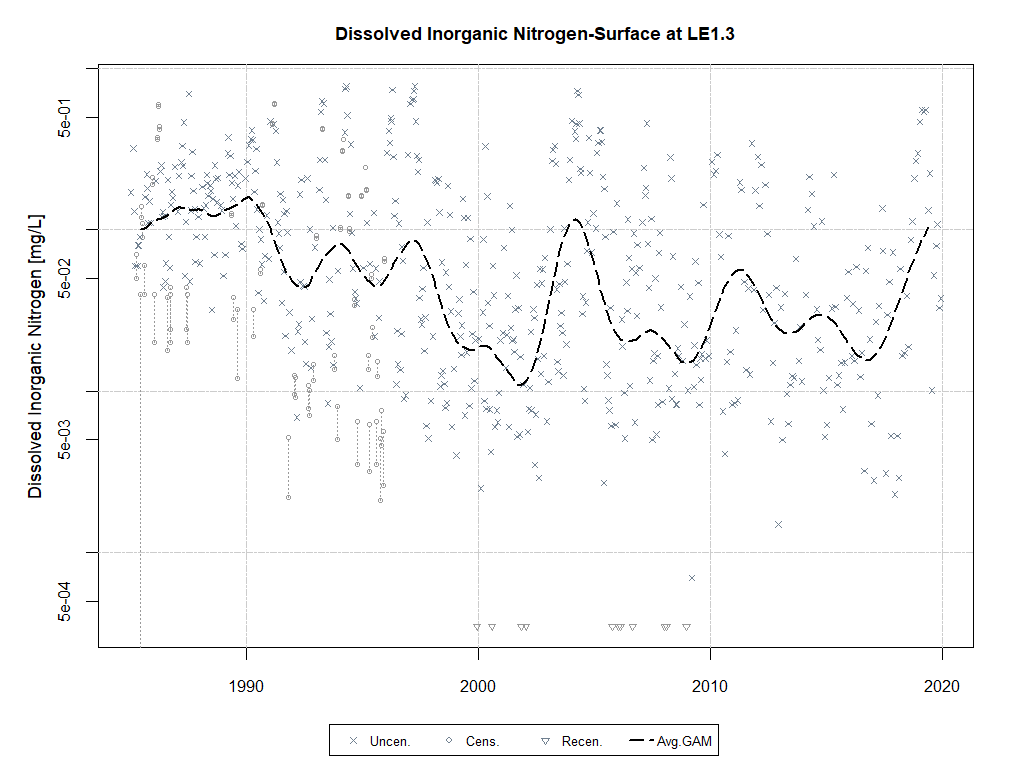 Dissolved Inorganic Nitrogen-Surface at LE1.3
Dissolved Inorganic Nitrogen [mg/L]
5e-01
5e-02
5e-03
5e-04
1990 2000 2010 2020
Uncen. Cens. Recen. Avg.GAM